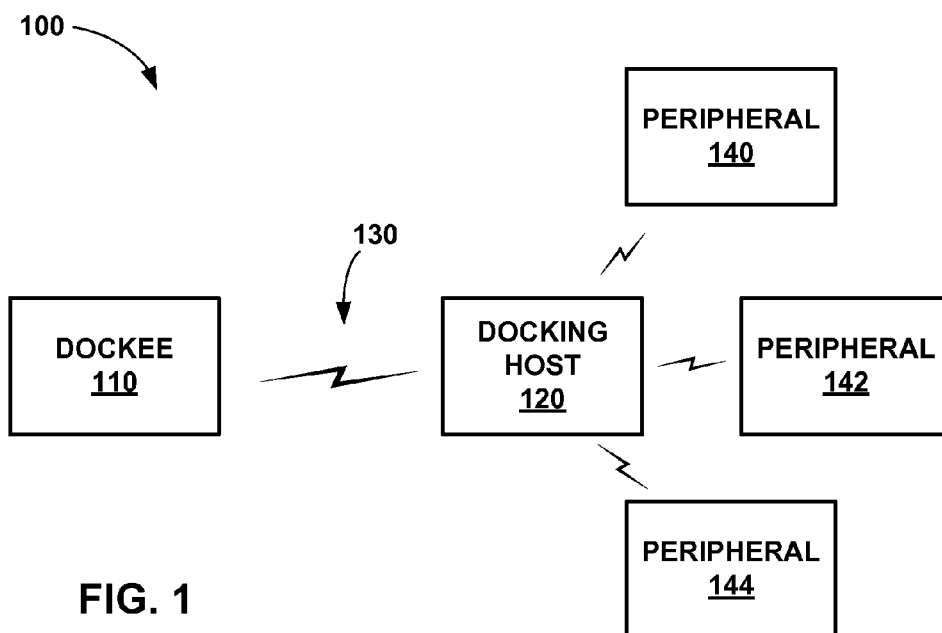 100
PERIPHERAL
140
130
DOCKEE
110
DOCKING
HOST
120
PERIPHERAL
142
PERIPHERAL
144
FIG. 1